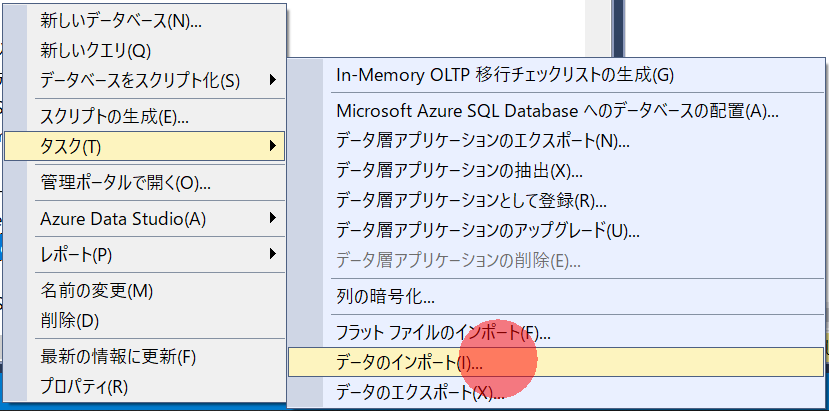 新しいデータベース(N)...
新しいクエリ(Q)
データベースをスクリプト化(S)
スクリプトの生成(E)...
タスク(T)
管理ポータルで開く(O)...
Azure Data Studio(A)
レポート(P)
名前の変更(M)
削除(D)
最新の情報に更新(F)
プロパティ(R)
In-Memory OLTP 移行チェックリストの生成(G)
Microsoft Azure SQL Database へのデータベースの配置(A)...
データ層アプリケーションのエクスポート(N)...
データ層アプリケーションの抽出(X)...
データ層アプリケーションとして登録(R)...
データ層アプリケーションのアップグレード(U)...
データ層アプリケーションの削除(E)...
列の暗号化...
フラット ファイルのインポート(F)...
データのインポート(I)...
データのエクスポート(X)...